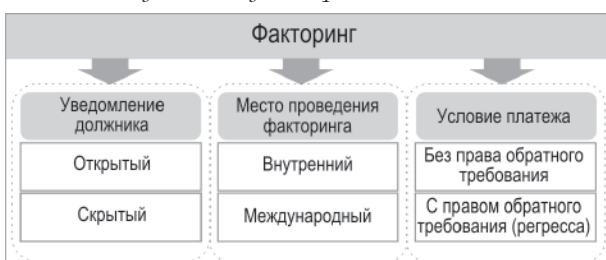 Факторинг
Уведомление
должника
Открытый
Скрытый
Место проведения
факторинга
Внутренний
Международный
Условие платежа
Без права обратного
требования
С правом обратного
требования (регресса)